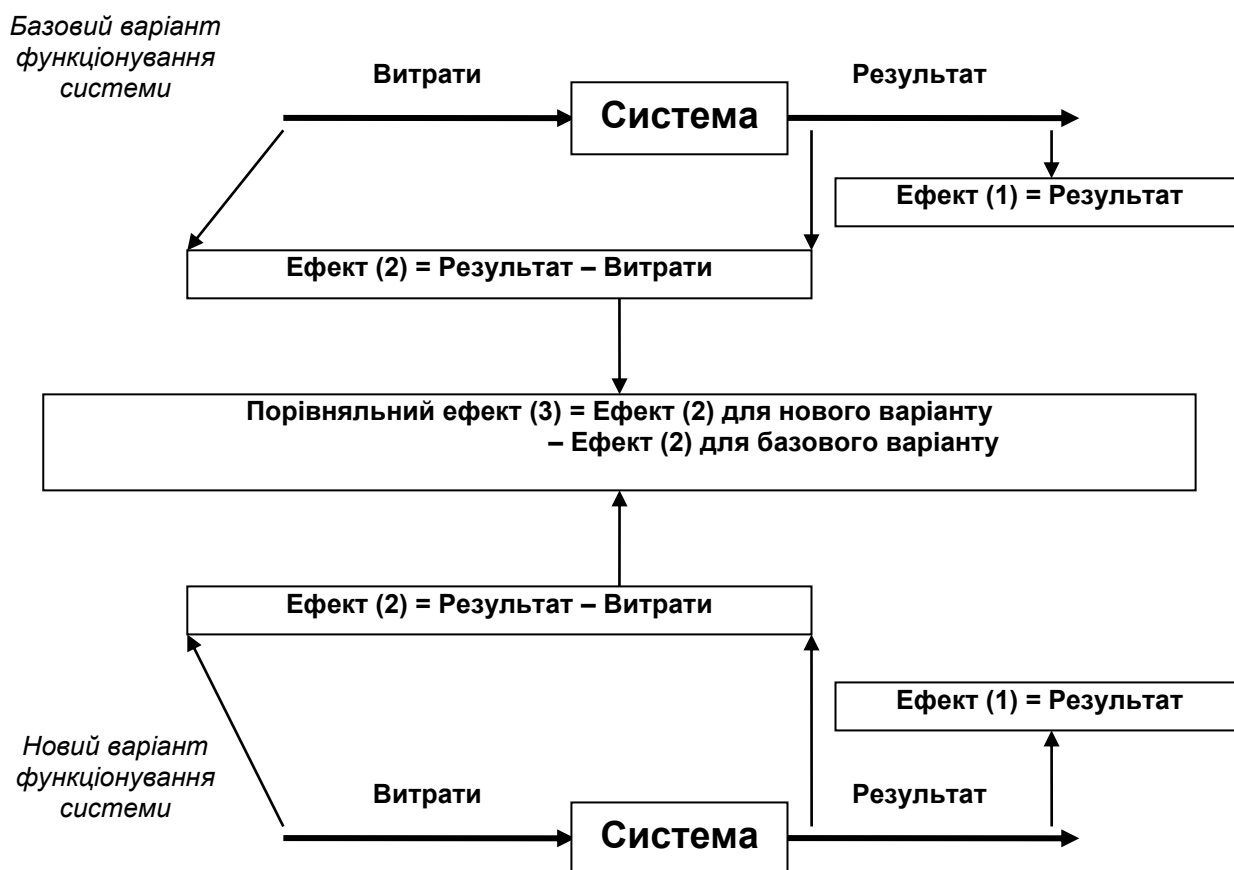 Базовий варіант
функціонування
системи
Витрати
Система
Результат
Ефект (1) = Результат
Ефект (2) = Результат – Витрати
Порівняльний ефект (3) = Ефект (2) для нового варіанту
– Ефект (2) для базового варіанту
Ефект (2) = Результат – Витрати
Ефект (1) = Результат
Новий варіант
функціонування
системи
Витрати
Система
Результат